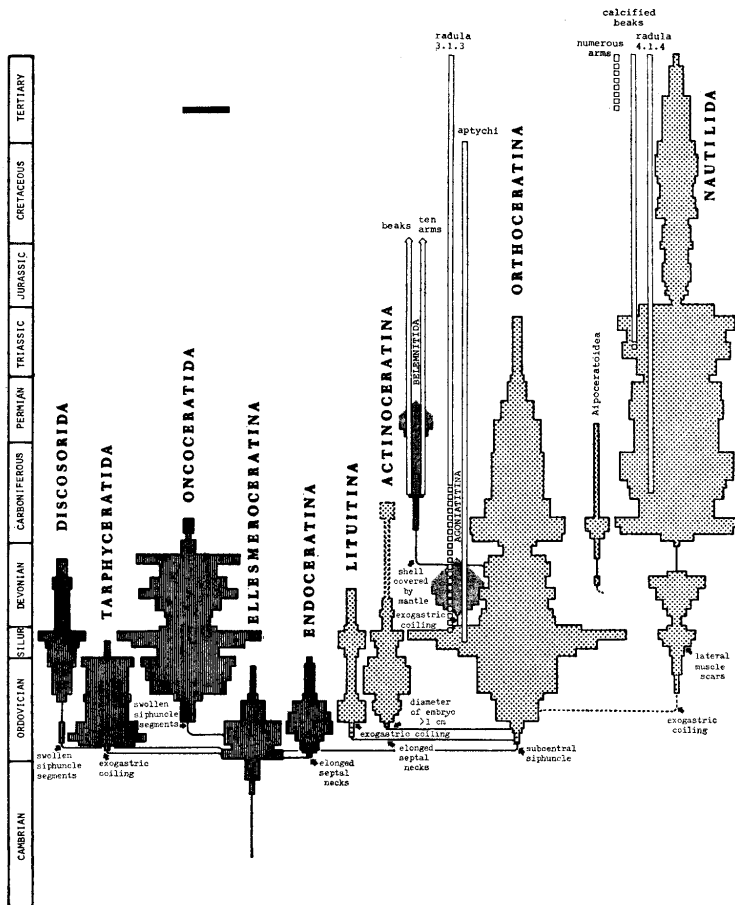 calcified
beaks
radula
3.1.3
numerous
arms
radula
4.1.4
aptychi
beaks
ten
arms
TERTIARY
CRETACEOUS
JURASSIC
TRIASSIC
PERMIAN
CARBONIFEROUS
DEVONIAN
SILUR
ORDOVICIAN
CAMBRIAN
DISCOSORIDA
TARPHYCERATIDA
ONCOCERATIDA
ELLESMEROCERATINA
ENDOCERATINA
LITUITINA
ACTINOCERATINA
BELEMNITIDA
AGONIATITINA
ORTHOCERATINA
Aipoceratoidea
NAUTILIDA
shell
covered
by
mantle
exogastric
coiling
lateral
muscle
scars
swollen
siphuncle
segments
diameter
of embryo
>1 cm
exogastric
coiling
exogastric coiling
swollen
siphuncle
segments
exogastric
coiling
elonged
septal
necks
elonged
septal
necks
subcentral
siphuncle